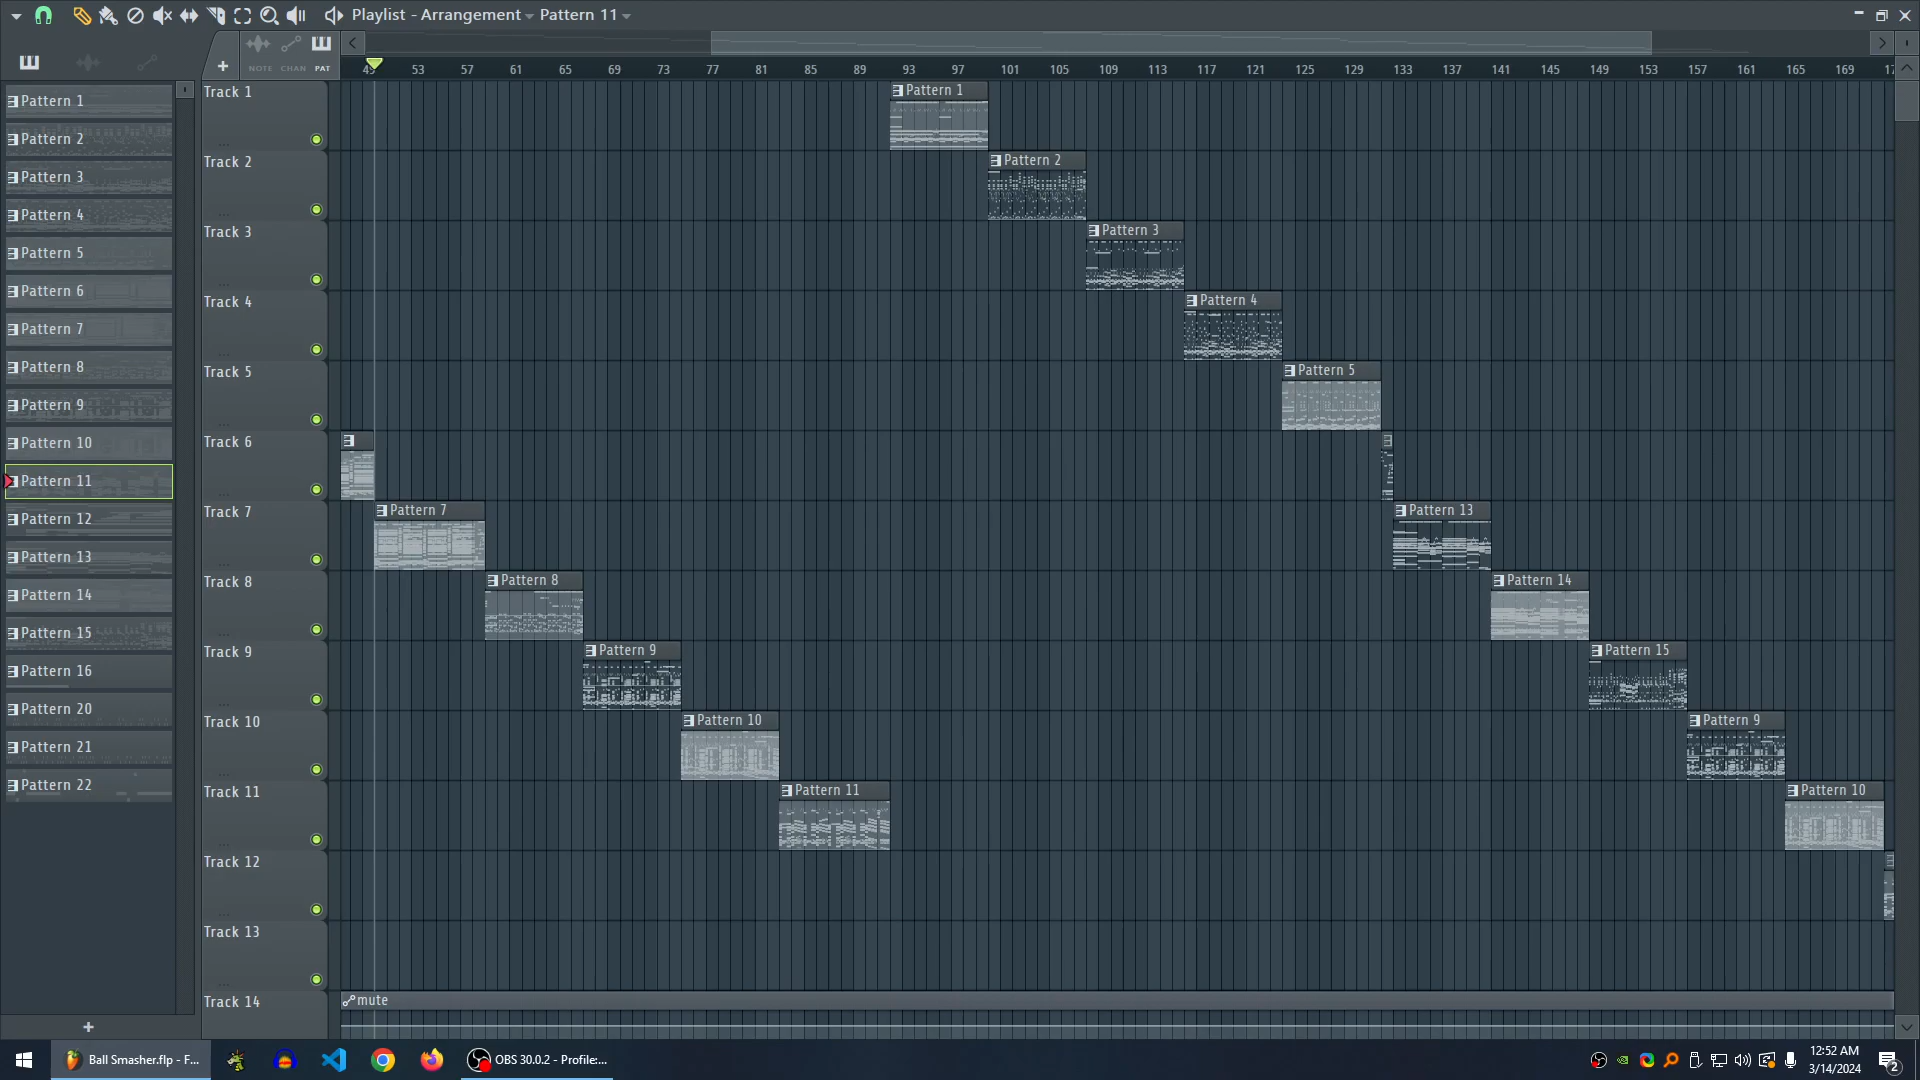 Playlist - Arrangement Pattern 11
NOTE CHAN PAT
49 53 57 61 65 69 73 77 81 85 89 93 97 101 105 109 113 117 121 125 129 133 137 141 145 149 153 157 161 165 169
Pattern 1
Pattern 2
Pattern 3
Pattern 4
Pattern 5
Pattern 6
Pattern 7
Pattern 8
Pattern 9
Pattern 10
Pattern 11
Pattern 12
Pattern 13
Pattern 14
Pattern 15
Pattern 16
Pattern 20
Pattern 21
Pattern 22
Track 1
Pattern 1
Track 2
Pattern 2
Track 3
Pattern 3
Track 4
Pattern 4
Track 5
Pattern 5
Track 6
Track 7
Pattern 7
Pattern 13
Track 8
Pattern 8
Pattern 14
Track 9
Pattern 9
Pattern 15
Track 10
Pattern 10
Pattern 9
Track 11
Pattern 11
Pattern 10
Track 12
Track 13
Track 14
mute
Ball Smasher.flp - F...
OBS 30.0.2 - Profile:...
12:52 AM
3/14/2024
2